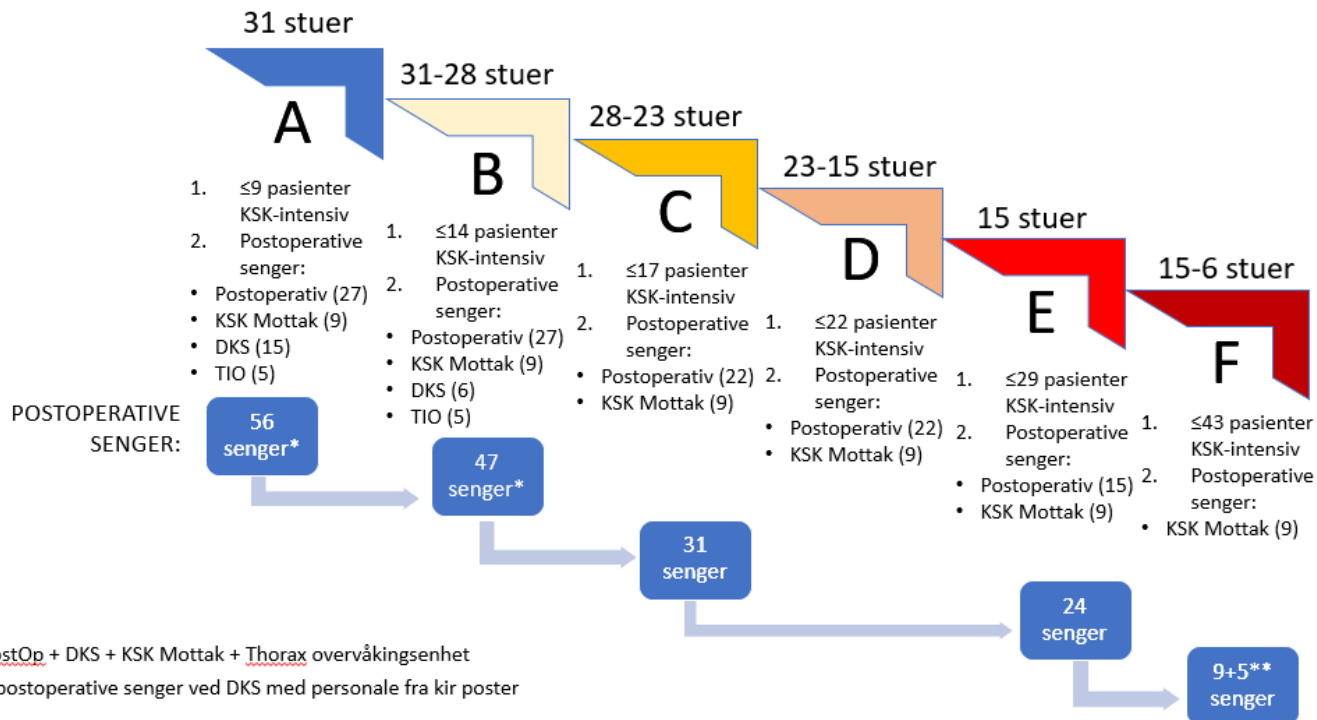 31 stuer
A
1. ≤9 pasienter
KSK-intensiv
2. Postoperative
senger:
• Postoperativ (27)
• KSK Mottak (9)
• DKS (15)
• TIO (5)
31-28 stuer
B
1. ≤14 pasienter
KSK-intensiv
2. Postoperative
senger:
• Postoperativ (27)
• KSK Mottak (9)
• DKS (6)
• TIO (5)
28-23 stuer
C
1. ≤17 pasienter
KSK-intensiv
2. Postoperative
senger:
• Postoperativ (22)
• KSK Mottak (9)
23-15 stuer
D
1. ≤22 pasienter
KSK-intensiv
2. Postoperative
senger:
• Postoperativ (22)
• KSK Mottak (9)
15 stuer
E
1. ≤29 pasienter
KSK-intensiv
2. Postoperative
senger:
• Postoperativ (15)
• KSK Mottak (9)
15-6 stuer
F
1. ≤43 pasienter
KSK-intensiv
2. Postoperative
senger:
• KSK Mottak (9)
POSTOPERATIVE
SENGER:
56
senger*
47
senger*
31
senger
24
senger
9+5**
senger
+ DKS + KSK Mottak + Thorax overvåkingsenhet
postoperative senger ved DKS med personale fra kir poster